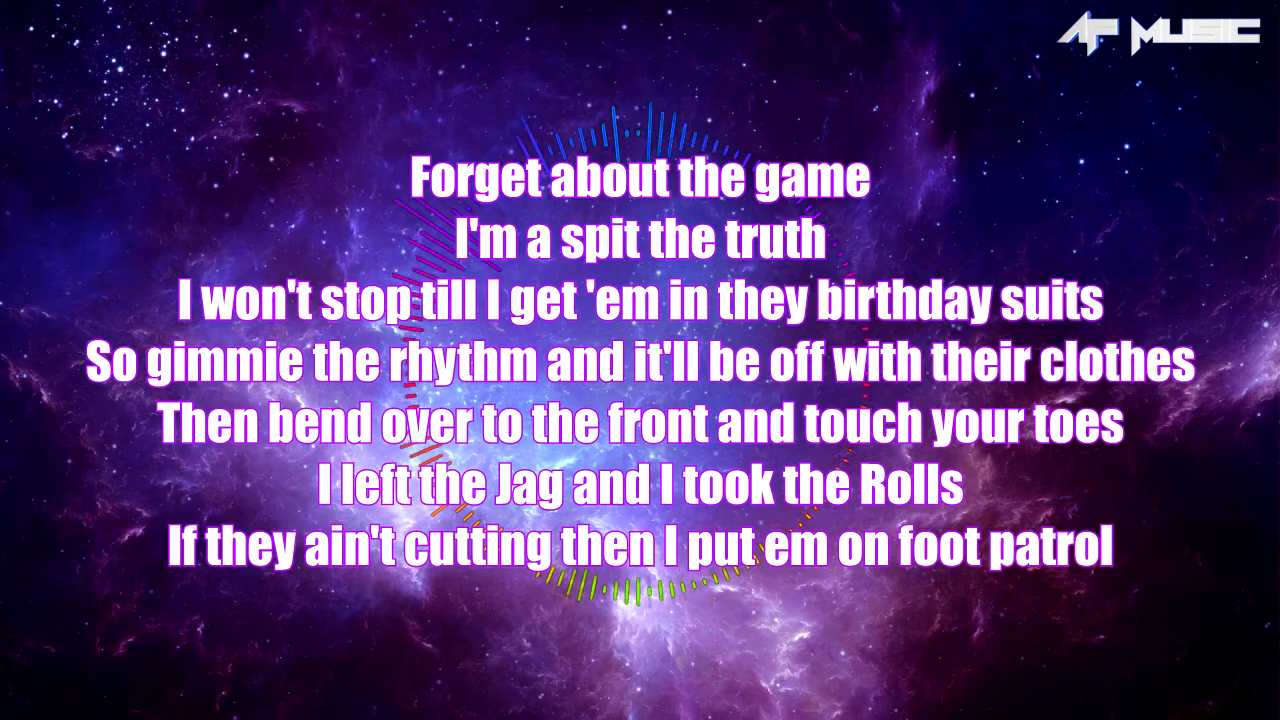 AP MUSIC
Forget about the game
I'm a spit the truth
I won't stop till I get 'em in they birthday suits
So gimmie the rhythm and it'll be off with their clothes
Then bend over to the front and touch your toes
I left the Jag and I took the Rolls
If they ain't cutting then I put em on foot patrol